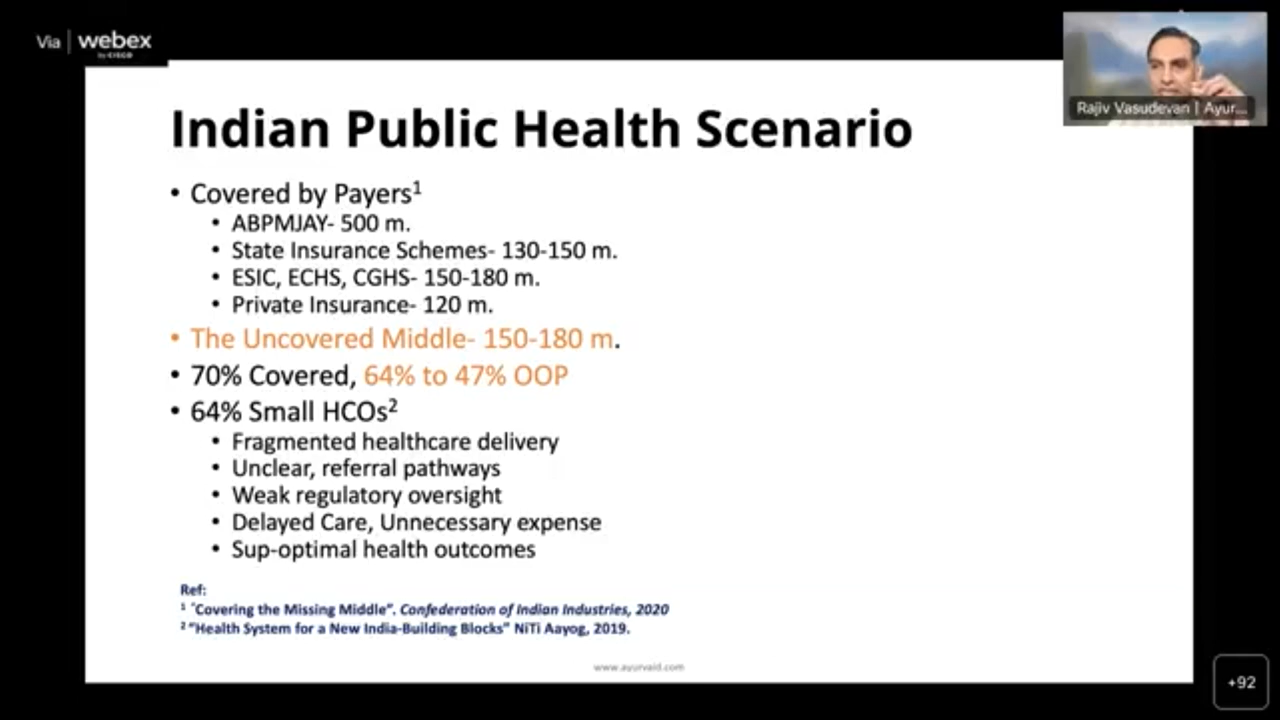 Via | webex
by CISCO
Rajiv Vasudevan | Ayur...
Indian Public Health Scenario
• Covered by Payers¹
• ABPMJAY- 500 m.
• State Insurance Schemes- 130-150 m.
• ESIC, ECHS, CGHS- 150-180 m.
• Private Insurance- 120 m.
• The Uncovered Middle- 150-180 m.
• 70% Covered, 64% to 47% OOP
• 64% Small HCOs²
• Fragmented healthcare delivery
• Unclear, referral pathways
• Weak regulatory oversight
• Delayed Care, Unnecessary expense
• Sup-optimal health outcomes
Ref:
¹ "Covering the Missing Middle". Confederation of Indian Industries, 2020
² "Health System for a New India-Building Blocks" NiTi Aayog, 2019.
www.ayurvaid.com
+92